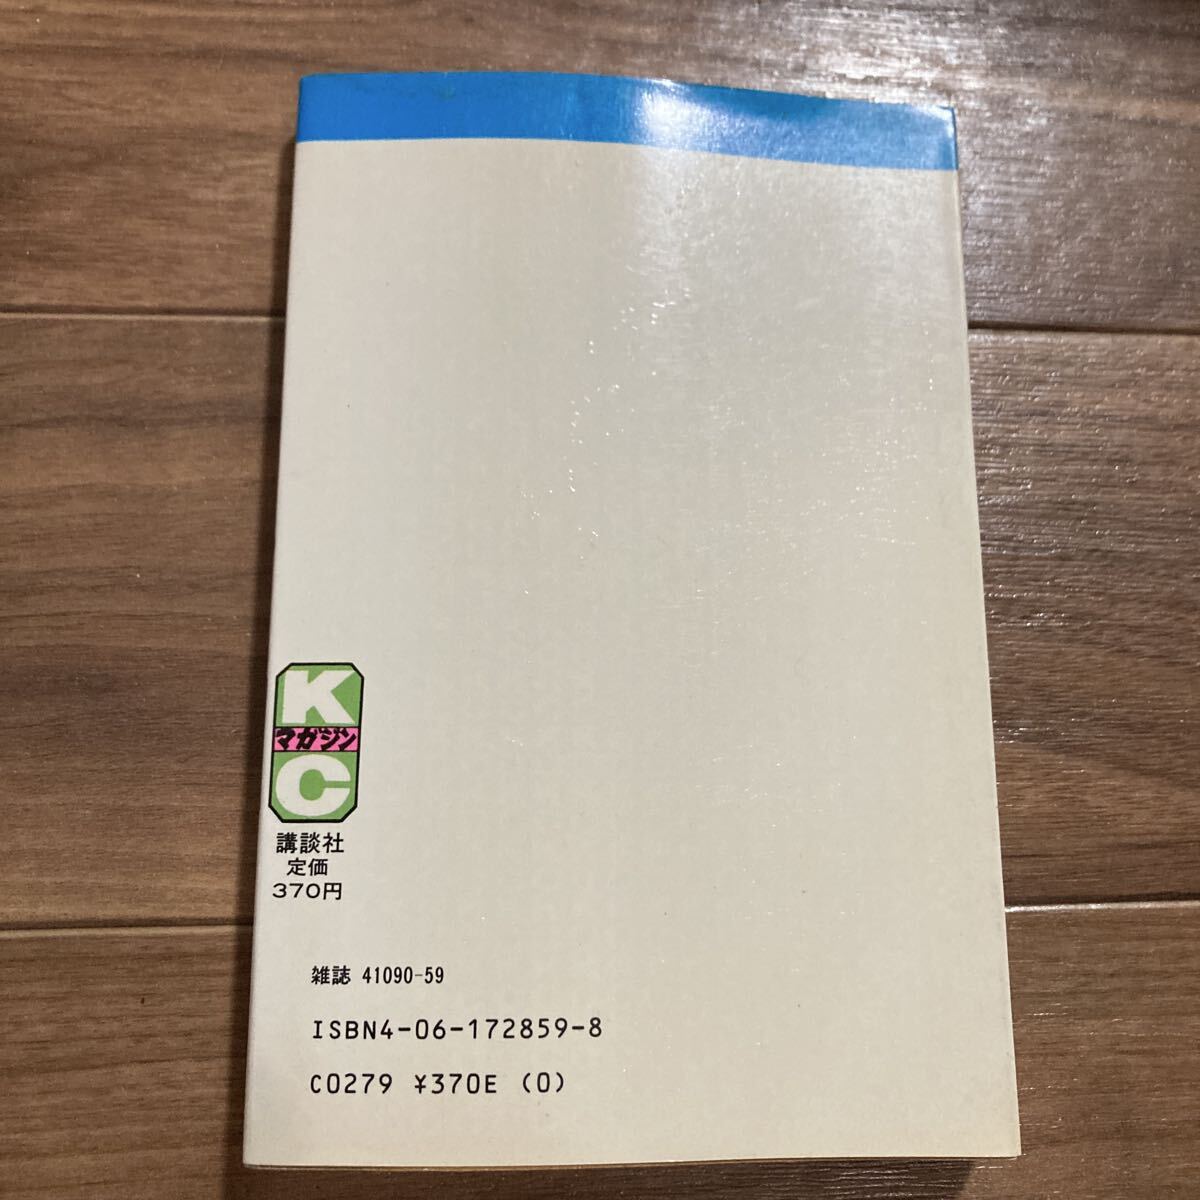 K
マガジン
C
講談社
定価
370円
雑誌 41090-59
ISBN4-06-172859-8
C0279 ¥370E (0)